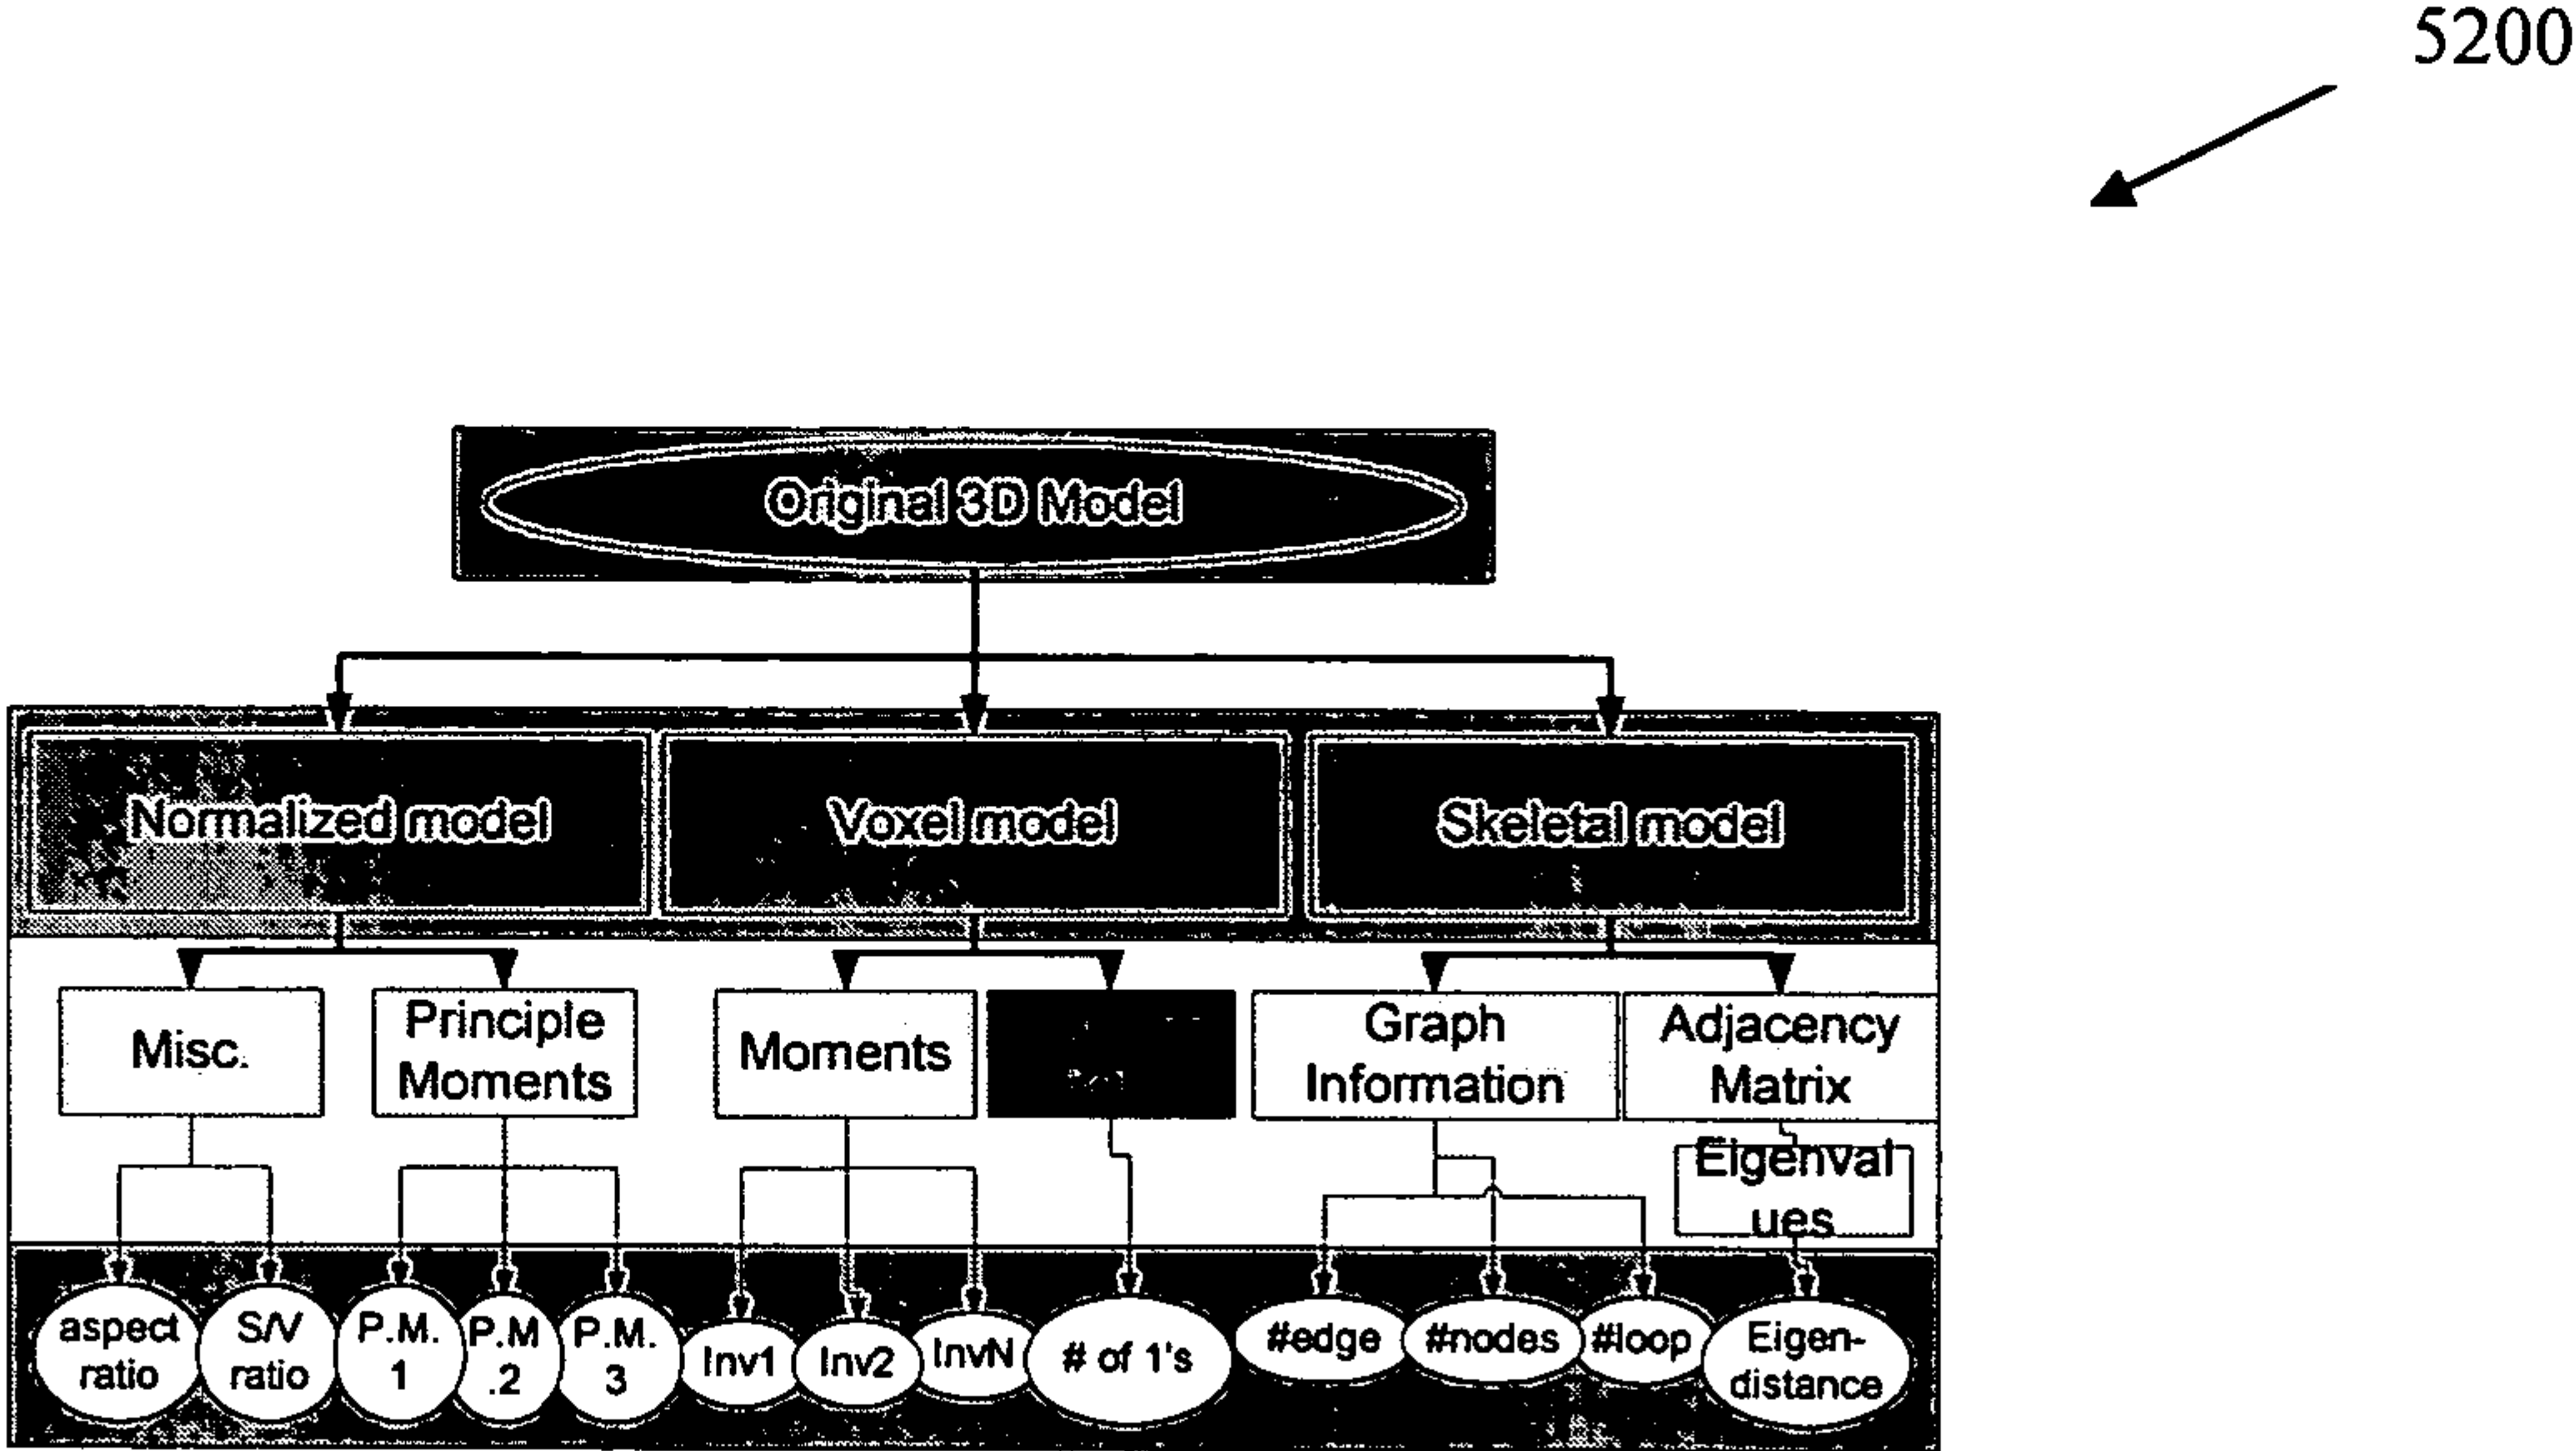 5200
Original 3D Model
Normalized model
Voxel model
Skeletal model
Misc.
Principle
Moments
Moments
Graph
Information
Adjacency
Matrix
Eigenval
ues
aspect
ratio
S/V
ratio
P.M.
1
P.M
.2
P.M.
3
Inv1
Inv2
InvN
# of 1's
#edge
#nodes
#loop
Eigen-
distance